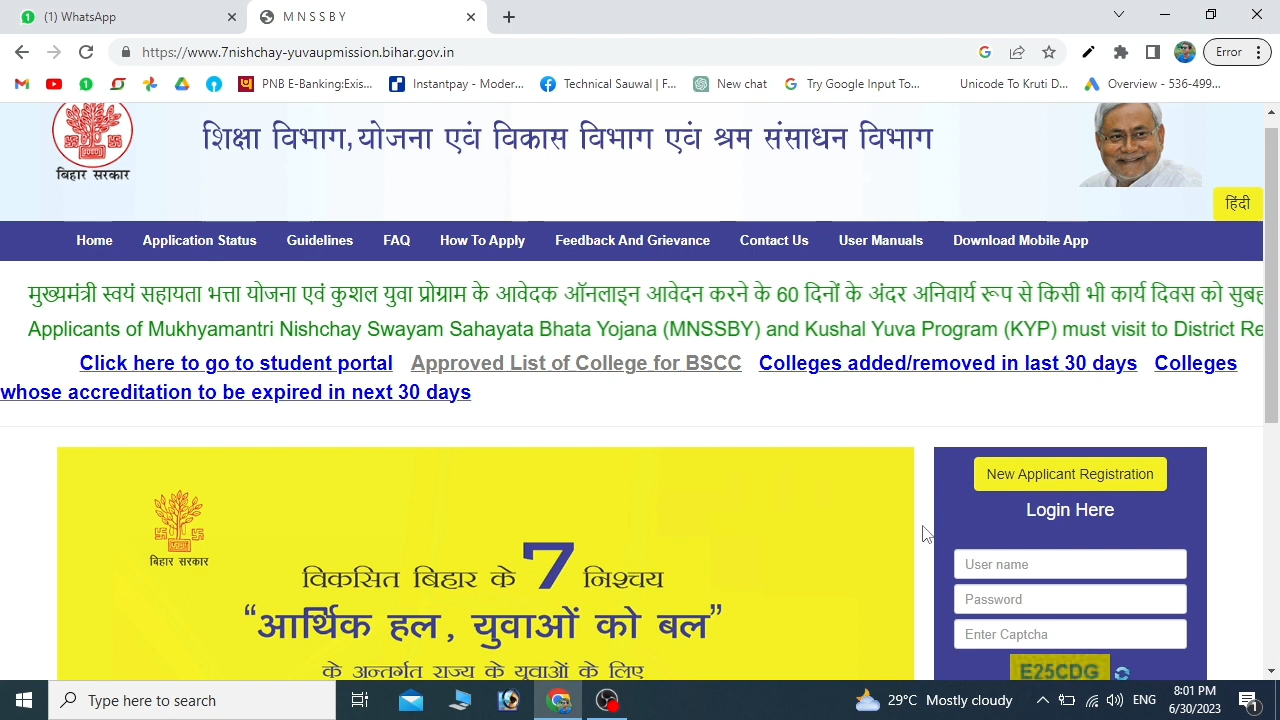 (1) WhatsApp
M N S S B Y
https://www.7nishchay-yuvaupmission.bihar.gov.in
Error
PNB E-Banking:Exis...
Instantpay - Moder...
Technical Sauwal | F...
New chat
Try Google Input To...
Unicode To Kruti D...
Overview - 536-499...
शिक्षा विभाग, योजना एवं विकास विभाग एवं श्रम संसाधन विभाग
बिहार सरकार
हिंदी
Home Application Status Guidelines FAQ How To Apply Feedback And Grievance Contact Us User Manuals Download Mobile App
मुख्यमंत्री स्वयं सहायता भत्ता योजना एवं कुशल युवा प्रोग्राम के आवेदक ऑनलाइन आवेदन करने के 60 दिनों के अंदर अनिवार्य रूप से किसी भी कार्य दिवस को सुबह
Applicants of Mukhyamantri Nishchay Swayam Sahayata Bhata Yojana (MNSSBY) and Kushal Yuva Program (KYP) must visit to District Re
Click here to go to student portal Approved List of College for BSCC Colleges added/removed in last 30 days Colleges
whose accreditation to be expired in next 30 days
बिहार सरकार
विकसित बिहार के 7 निश्चय
“आर्थिक हल, युवाओं को बल”
के अन्तर्गत राज्य के युवाओं के लिए
New Applicant Registration
Login Here
User name
Password
Enter Captcha
E25CDG
Type here to search
29°C Mostly cloudy
ENG
8:01 PM
6/30/2023
1